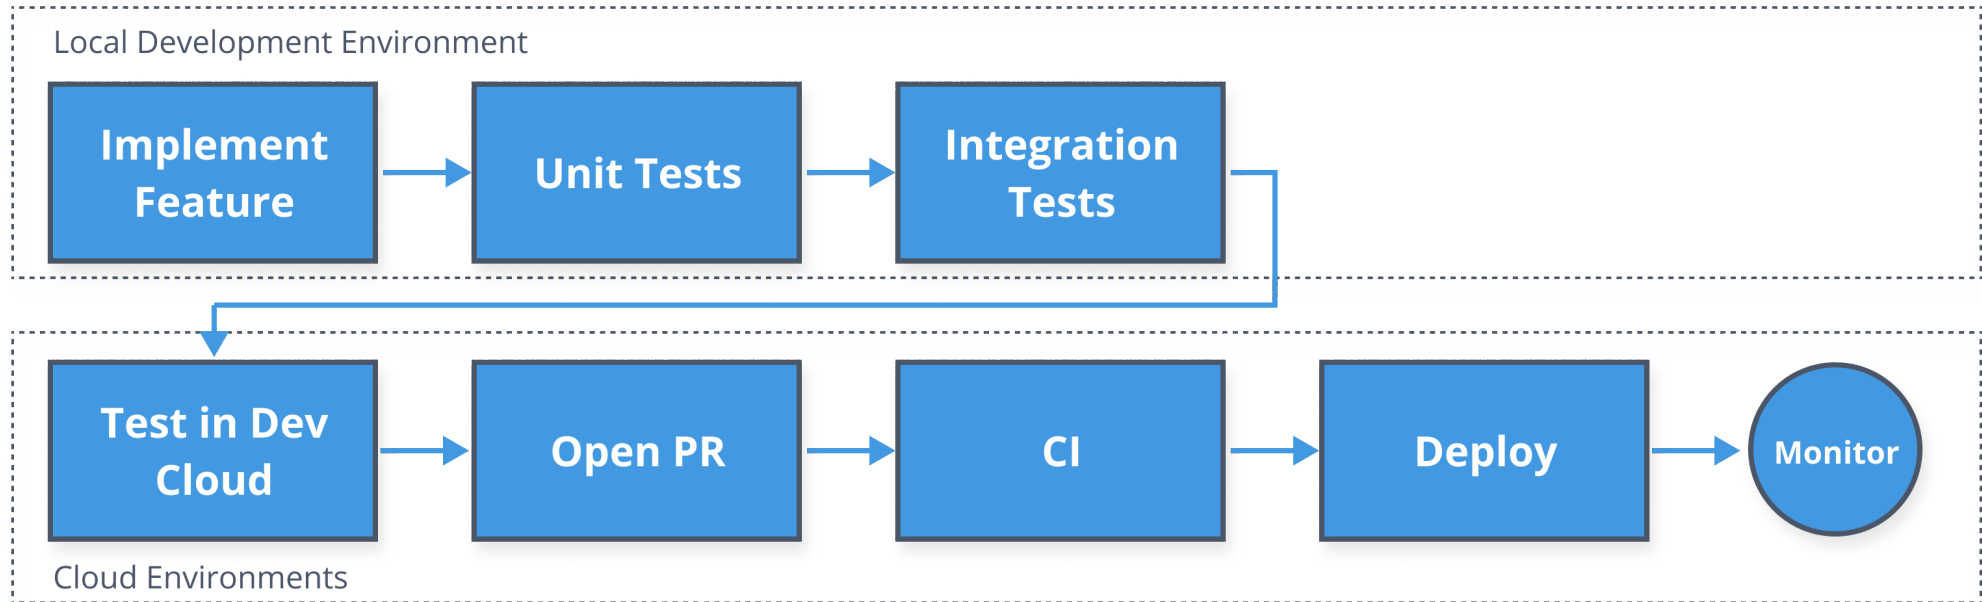 Local Development Environment
Implement
Feature
Unit Tests
Integration
Tests
Test in Dev
Cloud
Open PR
CI
Deploy
Monitor
Cloud Environments